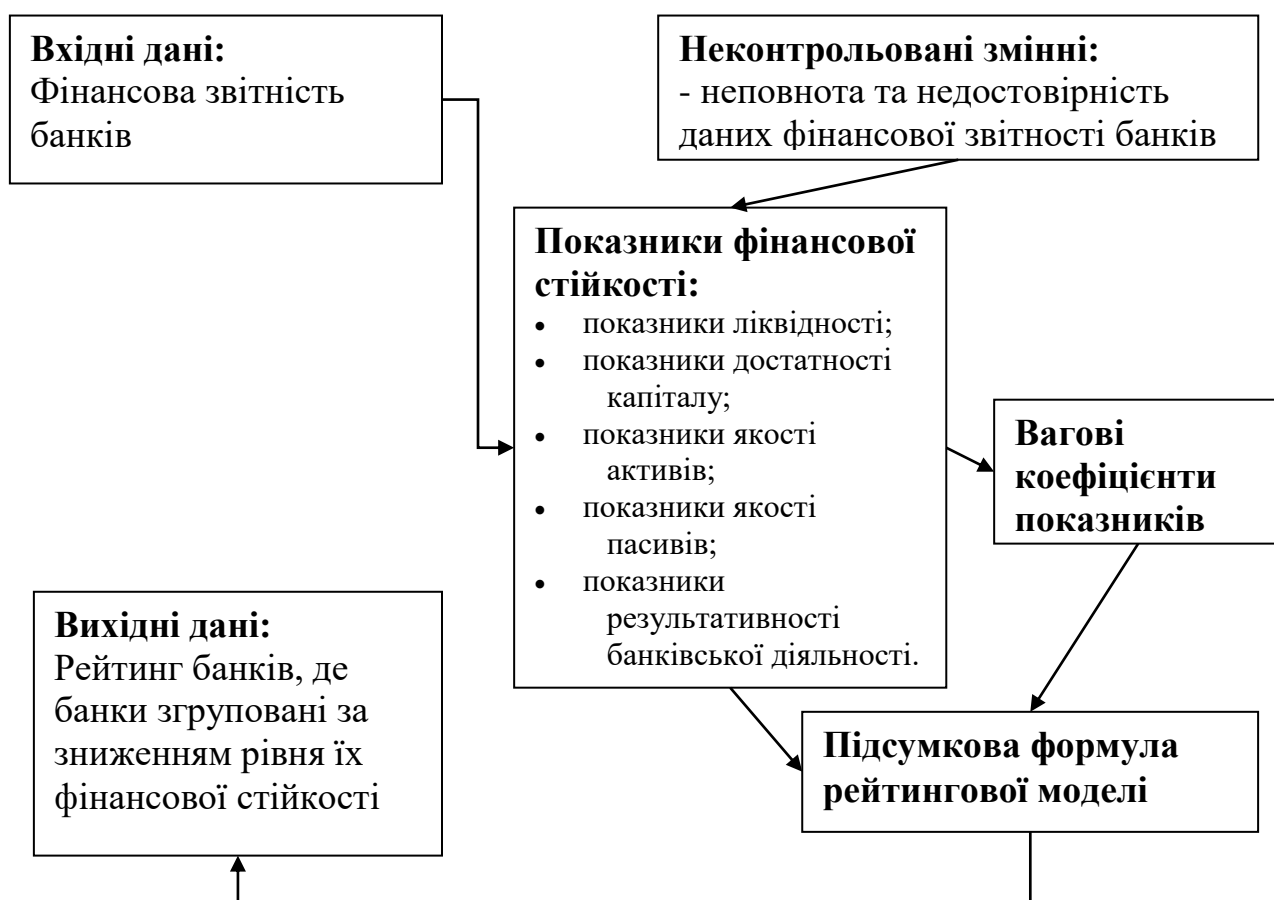 Вхідні дані:
Фінансова звітність
банків
Неконтрольовані змінні:
- неповнота та недостовірність
даних фінансової звітності банків
Показники фінансової
стійкості:
• показники ліквідності;
• показники достатності
капіталу;
• показники якості
активів;
• показники якості
пасивів;
• показники
результативності
банківської діяльності.
Вагові
коефіцієнти
показників
Вихідні дані:
Рейтинг банків, де
банки згруповані за
зниженням рівня їх
фінансової стійкості
Підсумкова формула
рейтингової моделі